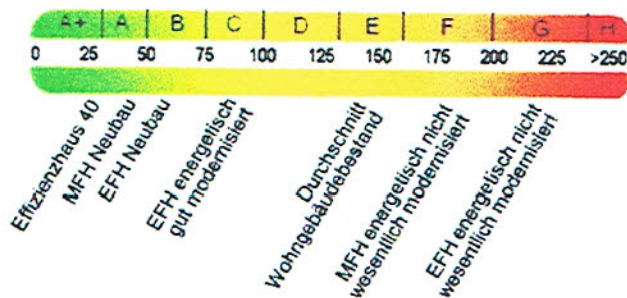 A+ A B C D E F G H
0 25 50 75 100 125 150 175 200 225 >250
Effizienzhaus 40
MFH Neubau
EFH Neubau
EFH energetisch
gut modernisiert
Durchschnitt
Wohngebäudebestand
MFH energetisch nicht
wesentlich modernisiert
EFH energetisch nicht
wesentlich modernisiert